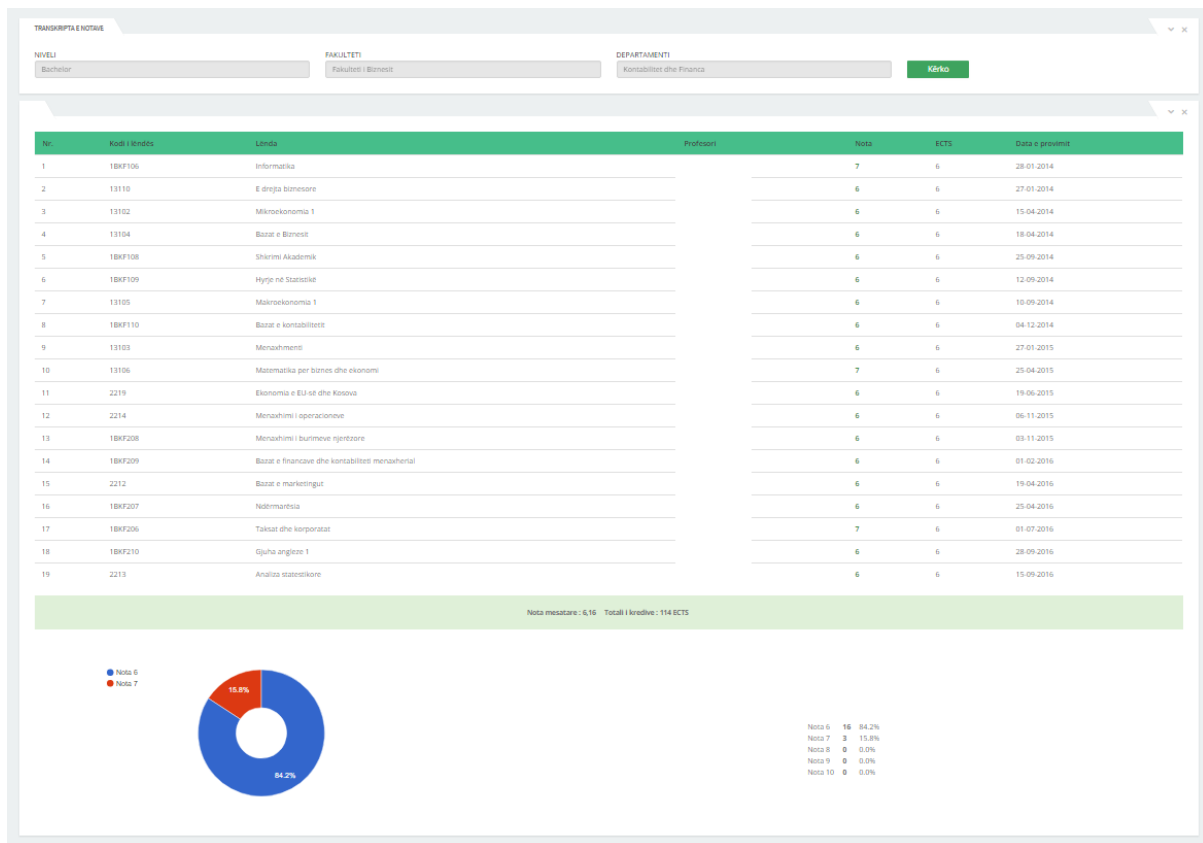 TRANSKRIPTA E NOTAVE
NIVELI FAKULTETI DEPARTAMENTI
Bachelor Fakulteti i Biznesit Kontabilitet dhe Financa Kërko
Nr. Kodi i lëndës Lënda Profesori Nota ECTS Data e provimit
1 1BKF106 Informatika 7 6 28-01-2014
2 13110 E drejta biznesore 6 6 27-01-2014
3 13102 Mikroekonomia 1 6 6 15-04-2014
4 13104 Bazat e Biznesit 6 6 18-04-2014
5 1BKF108 Shkrimi Akademik 6 6 25-09-2014
6 1BKF109 Hyrje në Statistikë 6 6 12-09-2014
7 13105 Makroekonomia 1 6 6 10-09-2014
8 1BKF110 Bazat e kontabilitetit 6 6 04-12-2014
9 13103 Menaxhmenti 6 6 27-01-2015
10 13106 Matematika per biznes dhe ekonomi 7 6 25-04-2015
11 2219 Ekonomia e EU-së dhe Kosova 6 6 19-06-2015
12 2214 Menaxhimi i operacioneve 6 6 06-11-2015
13 1BKF208 Menaxhimi i burimeve njerëzore 6 6 03-11-2015
14 1BKF209 Bazat e financave dhe kontabiliteti menaxherial 6 6 01-02-2016
15 2212 Bazat e marketingut 6 6 19-04-2016
16 1BKF207 Ndërmarësia 6 6 25-04-2016
17 1BKF206 Taksat dhe korporatat 7 6 01-07-2016
18 1BKF210 Gjuha angleze 1 6 6 28-09-2016
19 2213 Analiza statestikore 6 6 15-09-2016
Nota mesatare : 6,16 Totali i kredive : 114 ECTS
Nota 6
Nota 7
15.8%
84.2%
Nota 6 16 84.2%
Nota 7 3 15.8%
Nota 8 0 0.0%
Nota 9 0 0.0%
Nota 10 0 0.0%